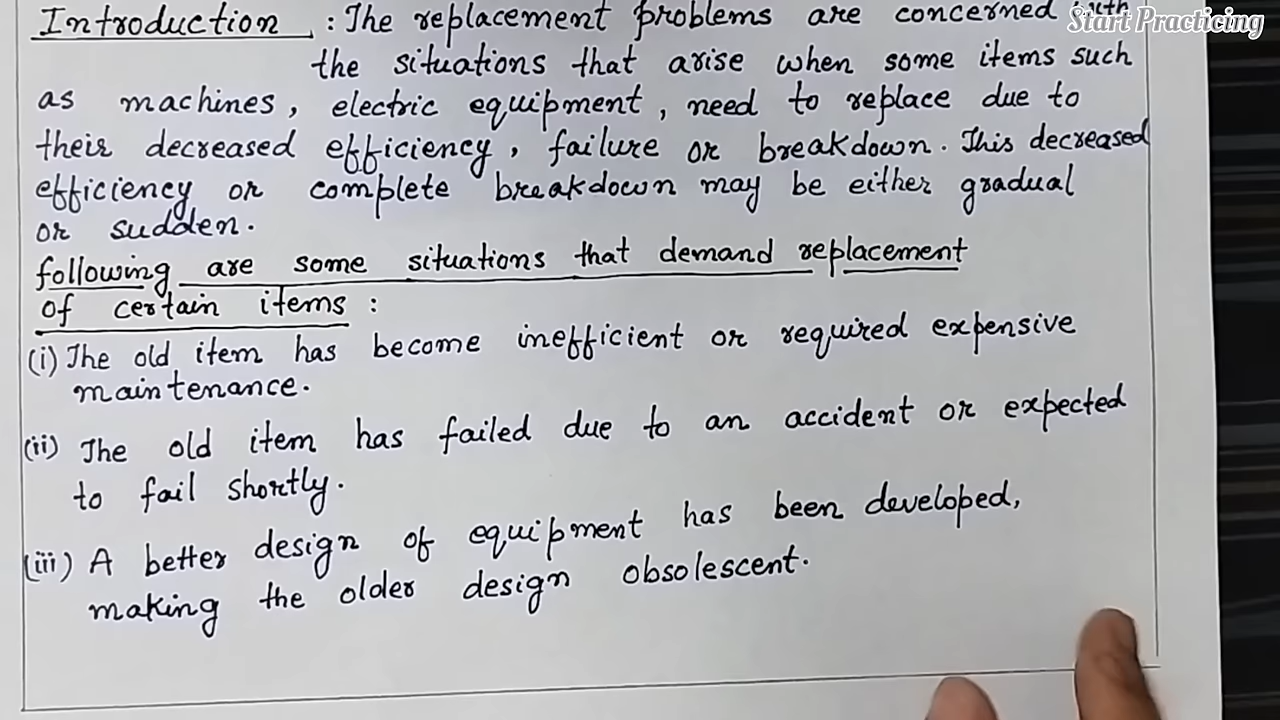 Introduction : The replacement problems are concerned with
Start Practicing
the situations that arise when some items such
as machines, electric equipment, need to replace due to
their decreased efficiency, failure or breakdown. This decreased
efficiency or complete breakdown may be either gradual
or sudden.
following are some situations that demand replacement
of certain items :
(i) The old item has become inefficient or required expensive
maintenance.
(ii) The old item has failed due to an accident or expected
to fail shortly.
(iii) A better design of equipment has been developed,
making the older design obsolescent.